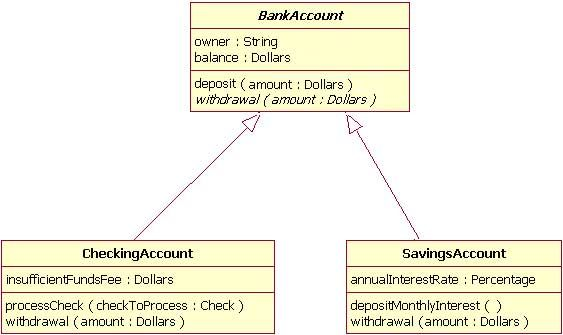 BankAccount
owner : String
balance : Dollars
deposit ( amount : Dollars )
withdrawal ( amount : Dollars )
CheckingAccount
insufficientFundsFee : Dollars
processCheck ( checkToProcess : Check )
withdrawal ( amount : Dollars )
SavingsAccount
annualInterestRate : Percentage
depositMonthlyInterest ( )
withdrawal ( amount : Dollars )